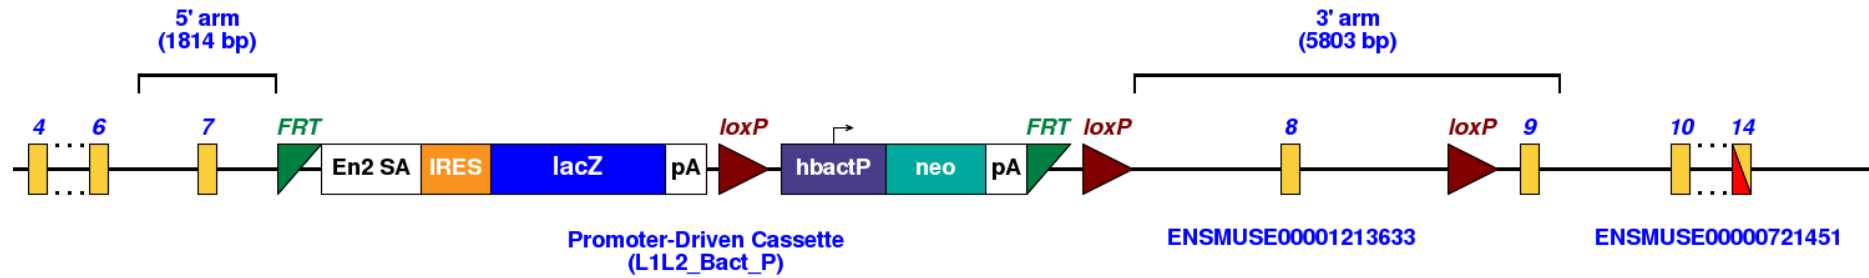 5' arm
(1814 bp)
3' arm
(5803 bp)
4 6 7 FRT loxP FRT loxP 8 loxP 9 10 14
En2 SA IRES lacZ pA hbactP neo pA
Promoter-Driven Cassette
(L1L2_Bact_P)
ENSMUSE00001213633
ENSMUSE00000721451